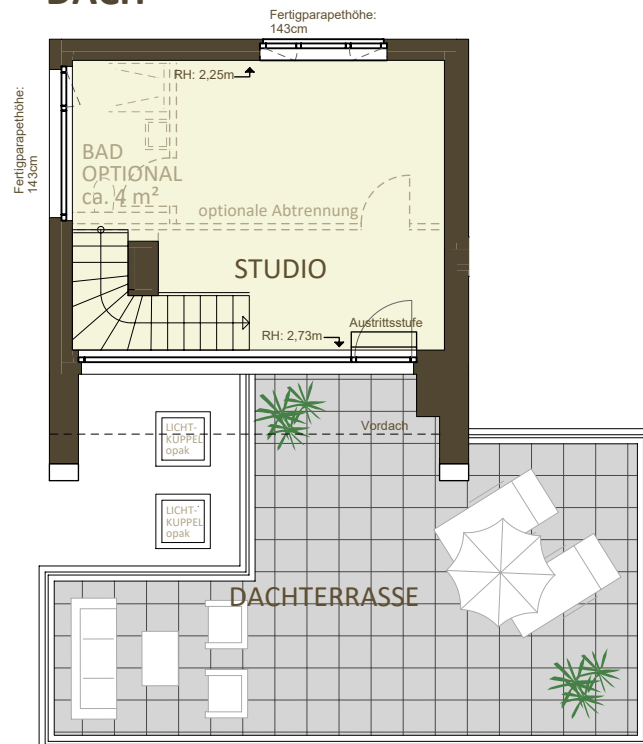 DACH
Fertigparapethöhe:
143cm
RH: 2,25m
Fertigparapethöhe:
143cm
BAD
OPTIONAL
ca. 4 m²
optionale Abtrennung
STUDIO
RH: 2,73m
Austrittsstufe
Vordach
LICHT-
KUPPEL
opak
LICHT-
KUPPEL
opak
DACHTERRASSE